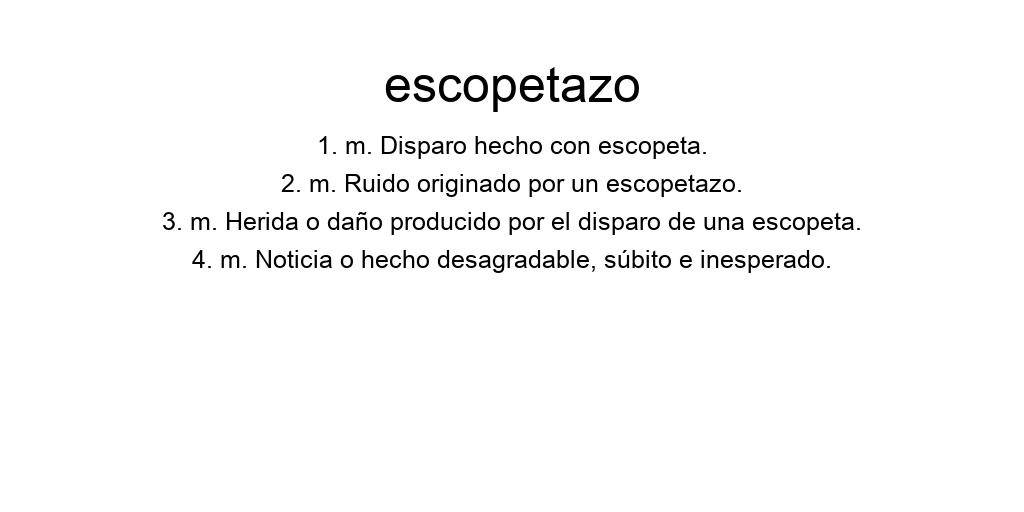 escopetazo
1. m. Disparo hecho con escopeta.
2. m. Ruido originado por un escopetazo.
3. m. Herida o daño producido por el disparo de una escopeta.
4. m. Noticia o hecho desagradable, súbito e inesperado.